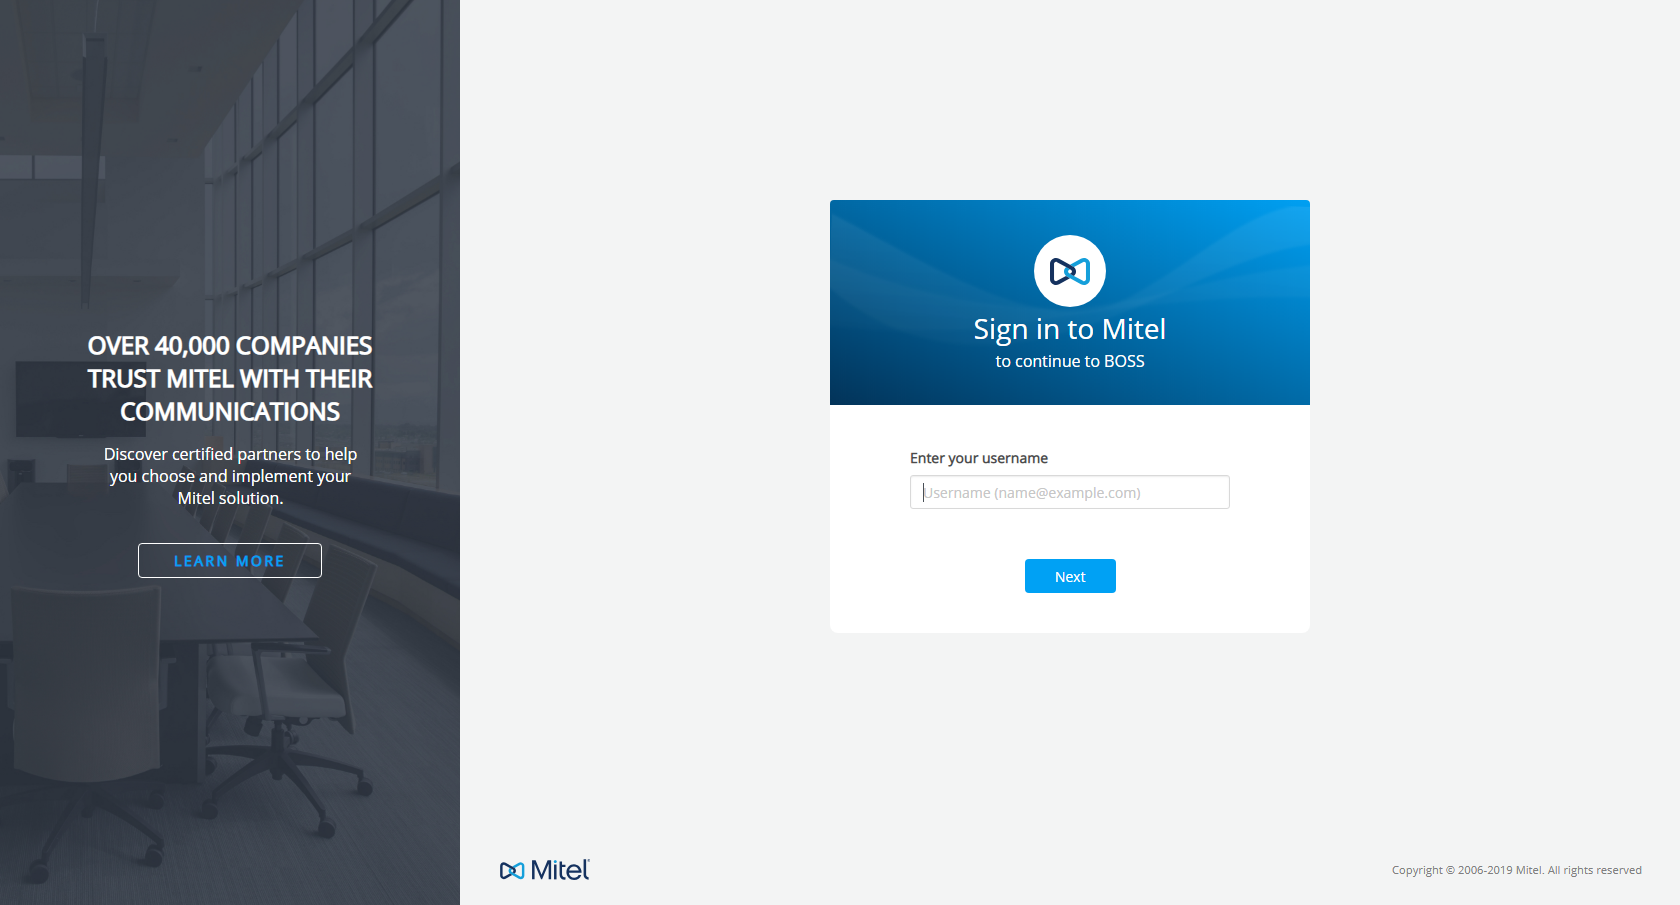 OVER 40,000 COMPANIES
TRUST MITEL WITH THEIR
COMMUNICATIONS
Discover certified partners to help
you choose and implement your
Mitel solution.
LEARN MORE
Sign in to Mitel
to continue to BOSS
Enter your username
Username (name@example.com)
Next
Mitel
Copyright © 2006-2019 Mitel. All rights reserved